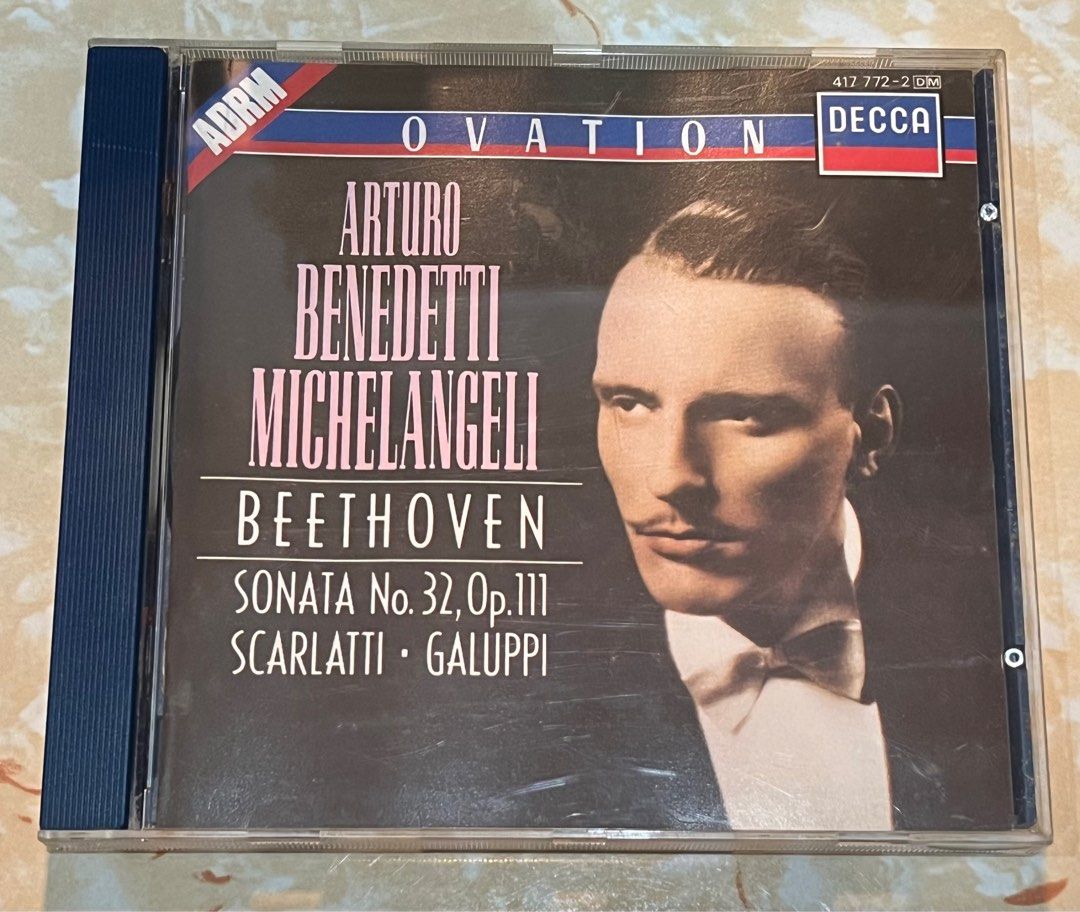 ADRM
OVATION
417 772-2 DM
DECCA
ARTURO
BENEDETTI
MICHELANGELI
BEETHOVEN
SONATA No. 32, Op.111
SCARLATTI · GALUPPI